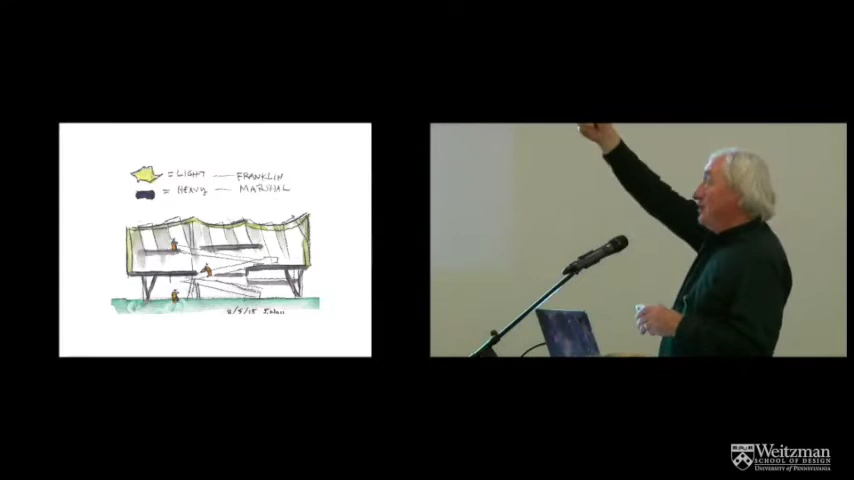 = LIGHT — FRANKLIN
= HEAVY — MARSHAL
Weitzman
SCHOOL OF DESIGN
UNIVERSITY of PENNSYLVANIA